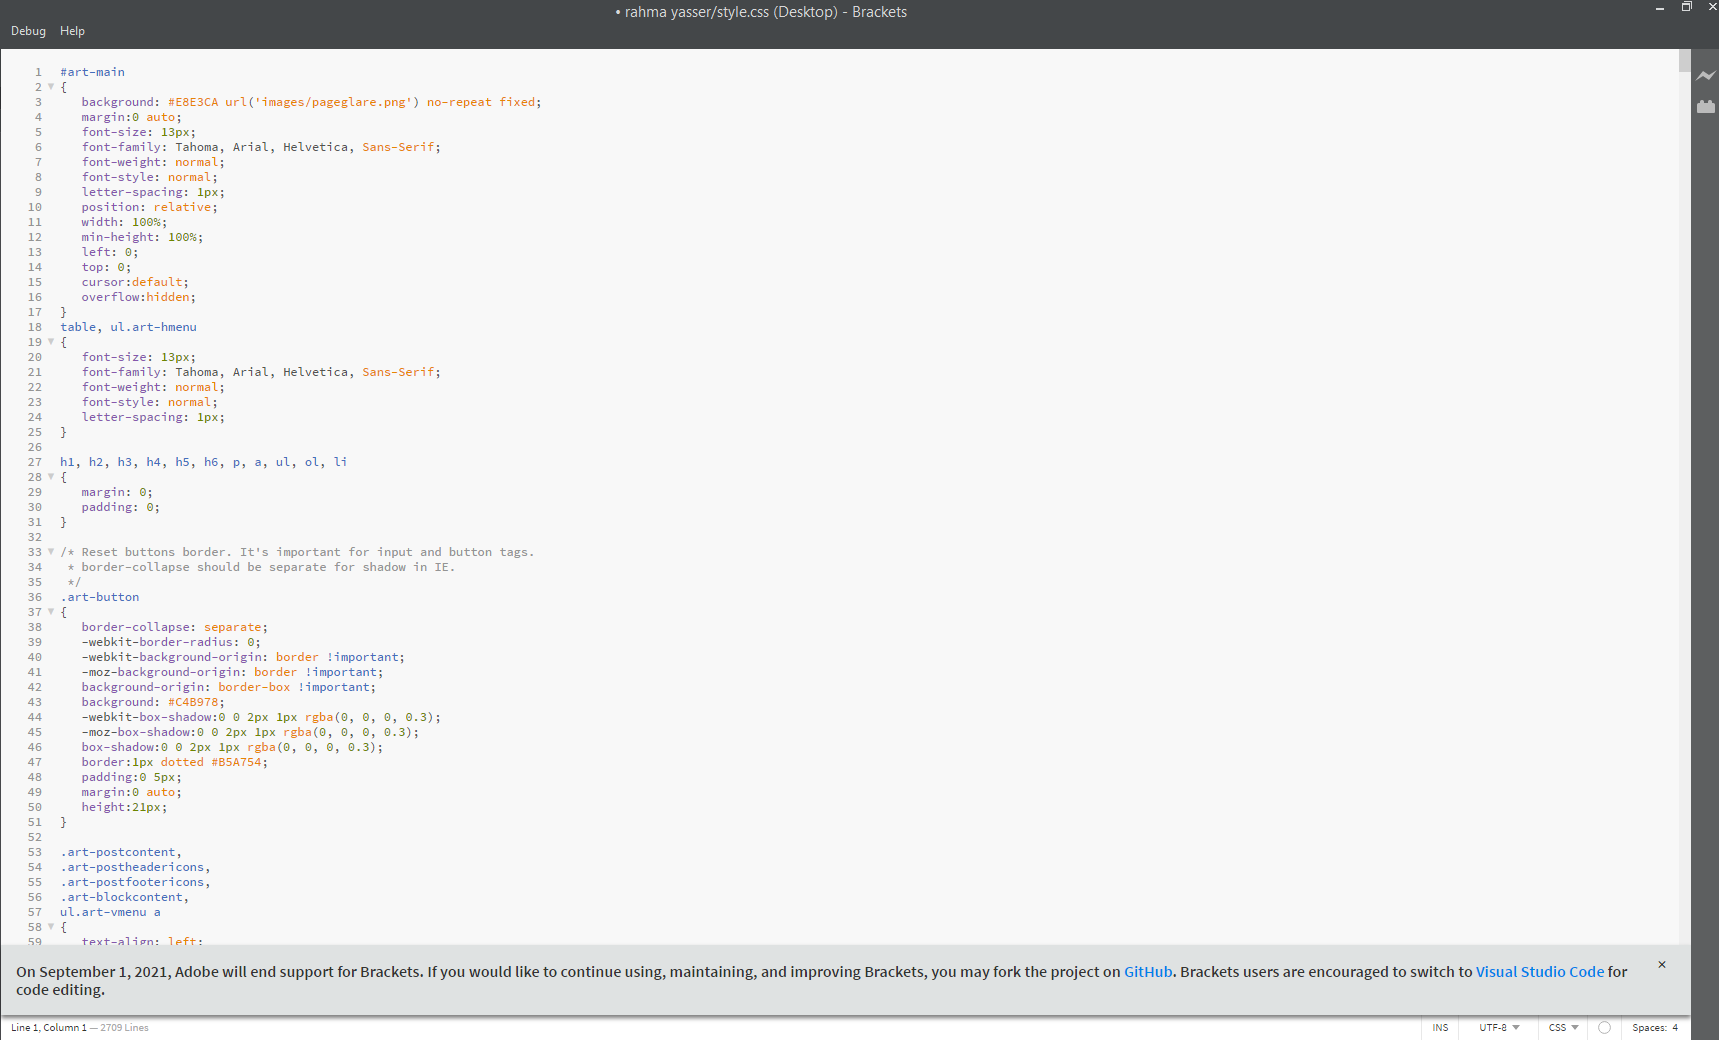 • rahma yasser/style.css (Desktop) - Brackets
Debug Help
1 #art-main
2 {
3 background: #E8E3CA url('images/pageglare.png') no-repeat fixed;
4 margin:0 auto;
5 font-size: 13px;
6 font-family: Tahoma, Arial, Helvetica, Sans-Serif;
7 font-weight: normal;
8 font-style: normal;
9 letter-spacing: 1px;
10 position: relative;
11 width: 100%;
12 min-height: 100%;
13 left: 0;
14 top: 0;
15 cursor:default;
16 overflow:hidden;
17 }
18 table, ul.art-hmenu
19 {
20 font-size: 13px;
21 font-family: Tahoma, Arial, Helvetica, Sans-Serif;
22 font-weight: normal;
23 font-style: normal;
24 letter-spacing: 1px;
25 }
26
27 h1, h2, h3, h4, h5, h6, p, a, ul, ol, li
28 {
29 margin: 0;
30 padding: 0;
31 }
32
33 /* Reset buttons border. It's important for input and button tags.
34 * border-collapse should be separate for shadow in IE.
35 */
36 .art-button
37 {
38 border-collapse: separate;
39 -webkit-border-radius: 0;
40 -webkit-background-origin: border !important;
41 -moz-background-origin: border !important;
42 background-origin: border-box !important;
43 background: #C4B978;
44 -webkit-box-shadow:0 0 2px 1px rgba(0, 0, 0, 0.3);
45 -moz-box-shadow:0 0 2px 1px rgba(0, 0, 0, 0.3);
46 box-shadow:0 0 2px 1px rgba(0, 0, 0, 0.3);
47 border:1px dotted #B5A754;
48 padding:0 5px;
49 margin:0 auto;
50 height:21px;
51 }
52
53 .art-postcontent,
54 .art-postheadericons,
55 .art-postfootericons,
56 .art-blockcontent,
57 ul.art-vmenu a
58 {
59 text-align: left;
On September 1, 2021, Adobe will end support for Brackets. If you would like to continue using, maintaining, and improving Brackets, you may fork the project on GitHub. Brackets users are encouraged to switch to Visual Studio Code for
code editing.
Line 1, Column 1 — 2709 Lines
INS UTF-8 CSS Spaces: 4